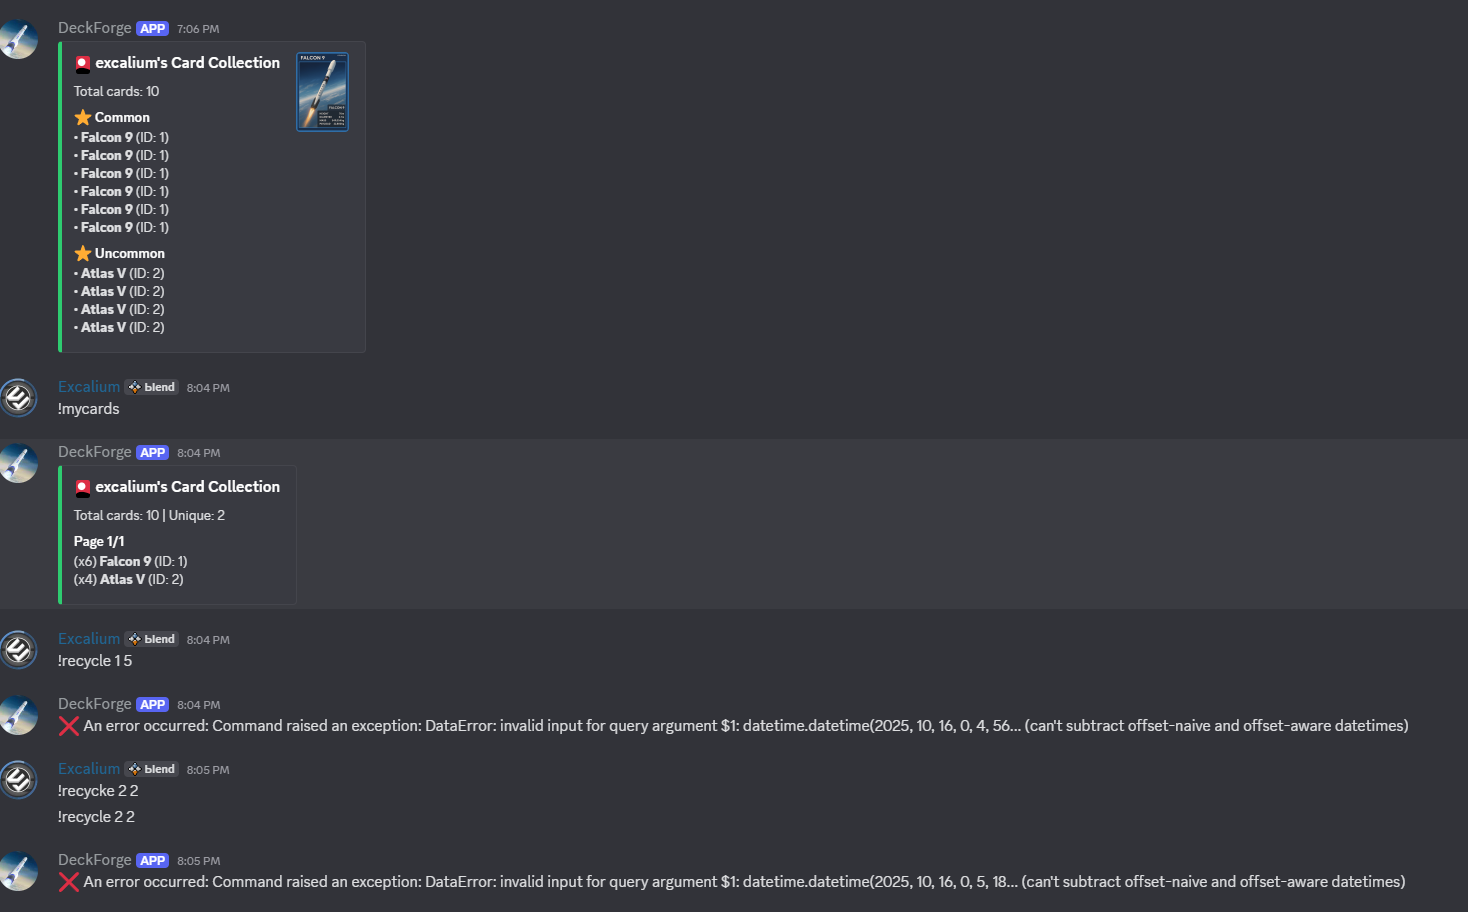 DeckForge APP 7:06 PM
excalium's Card Collection
FALCON 9
Total cards: 10
Common
• Falcon 9 (ID: 1)
• Falcon 9 (ID: 1)
• Falcon 9 (ID: 1)
• Falcon 9 (ID: 1)
• Falcon 9 (ID: 1)
• Falcon 9 (ID: 1)
Uncommon
• Atlas V (ID: 2)
• Atlas V (ID: 2)
• Atlas V (ID: 2)
• Atlas V (ID: 2)
Excalium blend 8:04 PM
!mycards
DeckForge APP 8:04 PM
excalium's Card Collection
Total cards: 10 | Unique: 2
Page 1/1
(x6) Falcon 9 (ID: 1)
(x4) Atlas V (ID: 2)
Excalium blend 8:04 PM
!recycle 1 5
DeckForge APP 8:04 PM
An error occurred: Command raised an exception: DataError: invalid input for query argument $1: datetime.datetime(2025, 10, 16, 0, 4, 56... (can't subtract offset-naive and offset-aware datetimes)
Excalium blend 8:05 PM
!recycke 2 2
!recycle 2 2
DeckForge APP 8:05 PM
An error occurred: Command raised an exception: DataError: invalid input for query argument $1: datetime.datetime(2025, 10, 16, 0, 5, 18... (can't subtract offset-naive and offset-aware datetimes)